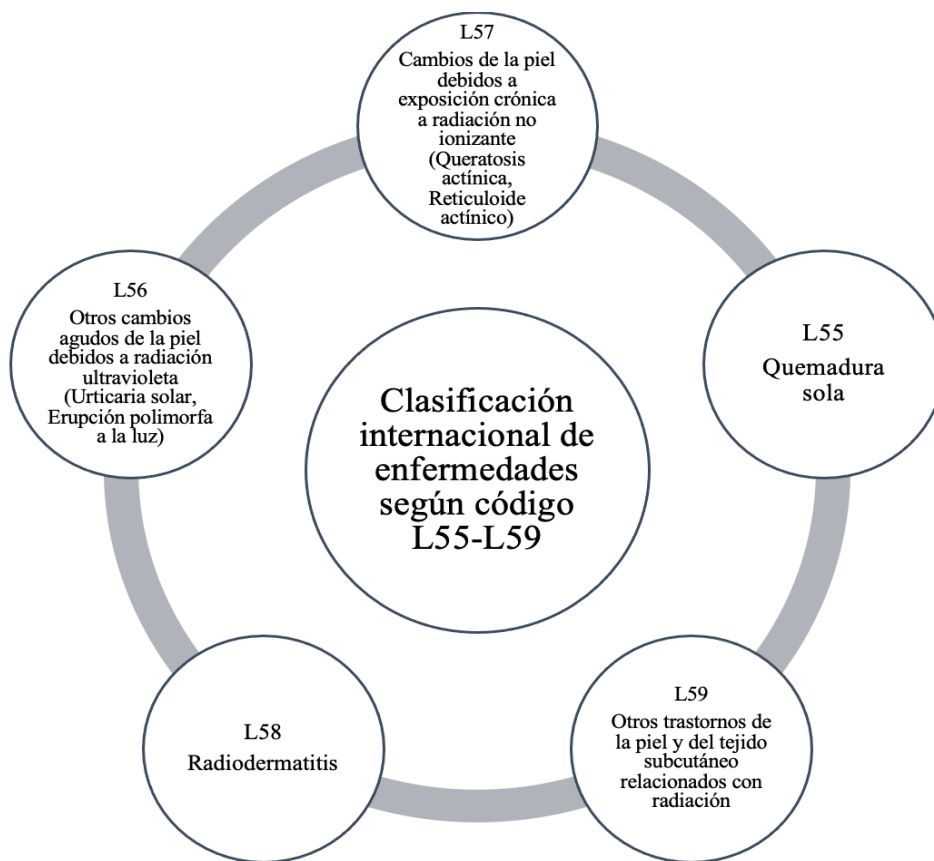 L57
Cambios de la piel
debidos a
exposición crónica
a radiación no
ionizante
(Queratosis
actínica,
Reticuloide
actínico)
L56
Otros cambios
agudos de la piel
debidos a radiación
ultravioleta
(Urticaria solar,
Erupción polimorfa
a la luz)
L55
Quemadura
sola
Clasificación
internacional de
enfermedades
según código
L55-L59
L58
Radiodermatitis
L59
Otros trastornos de
la piel y del tejido
subcutáneo
relacionados con
radiación